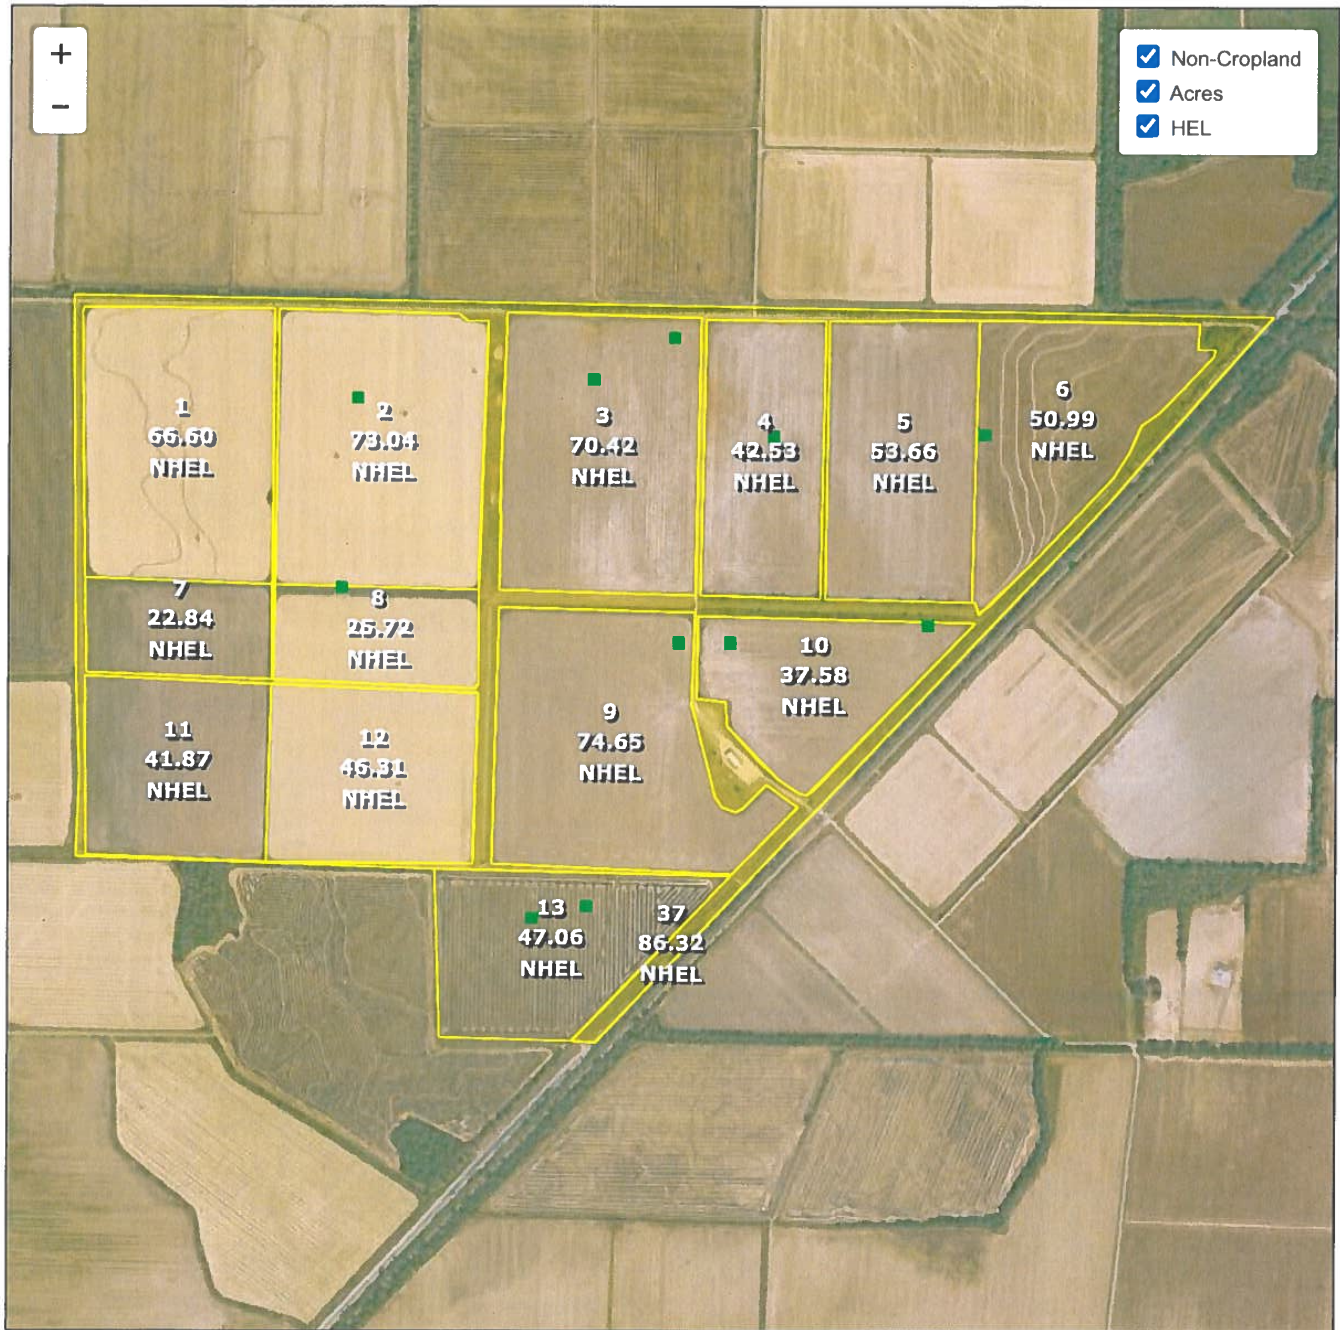 +
−
Non-Cropland
Acres
HEL
1
66.60
NHEL
2
73.04
NHEL
3
70.42
NHEL
4
42.53
NHEL
5
53.66
NHEL
6
50.99
NHEL
7
22.84
NHEL
8
25.72
NHEL
9
74.65
NHEL
10
37.58
NHEL
11
41.87
NHEL
12
46.31
NHEL
13
47.06
NHEL
37
86.32
NHEL